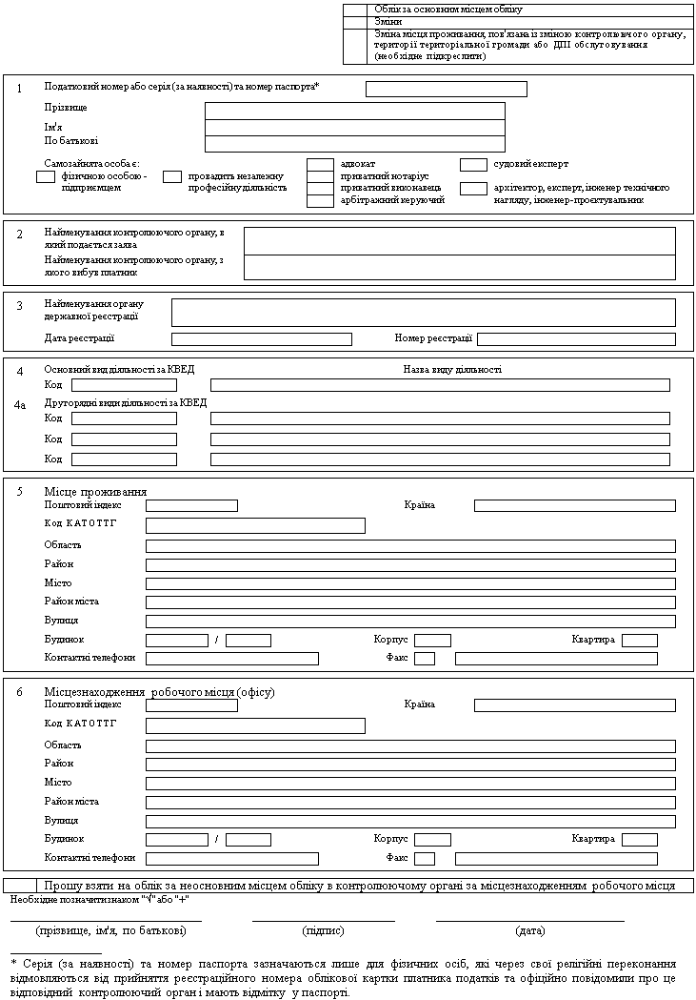 Облік за основним місцем обліку
Зміни
Зміна місця проживання, пов'язана із зміною контролюючого органу,
території територіальної громади або ДПІ обслуговування
(необхідне підкреслити)
1 Податковий номер або серія (за наявності) та номер паспорта*
Прізвище
Ім'я
По батькові
Самозайнята особа є:
фізичною особою -
підприємцем
провадить незалежну
професійну діяльність
адвокат
приватний нотаріус
приватний виконавець
арбітражний керуючий
судовий експерт
архітектор, експерт, інженер технічного
нагляду, інженер-проєктувальник
2 Найменування контролюючого органу, в
який подається заява
Найменування контролюючого органу, з
якого вибув платник
3 Найменування органу
державної реєстрації
Дата реєстрації Номер реєстрації
4 Основний вид діяльності за КВЕД Назва виду діяльності
Код
4а Другорядні види діяльності за КВЕД
Код
Код
Код
5 Місце проживання
Поштовий індекс Країна
Код КАТОТТГ
Область
Район
Місто
Район міста
Вулиця
Будинок / Корпус Квартира
Контактні телефони Факс
6 Місцезнаходження робочого місця (офісу)
Поштовий індекс Країна
Код КАТОТТГ
Область
Район
Місто
Район міста
Вулиця
Будинок / Корпус Квартира
Контактні телефони Факс
Прошу взяти на облік за неосновним місцем обліку в контролюючому органі за місцезнаходженням робочого місця
Необхідне позначити знаком "√" або "+"
(прізвище, ім'я, по батькові) (підпис) (дата)
* Серія (за наявності) та номер паспорта зазначаються лише для фізичних осіб, які через свої релігійні переконання
відмовляються від прийняття реєстраційного номера облікової картки платника податків та офіційно повідомили про це
відповідний контролюючий орган і мають відмітку у паспорті.